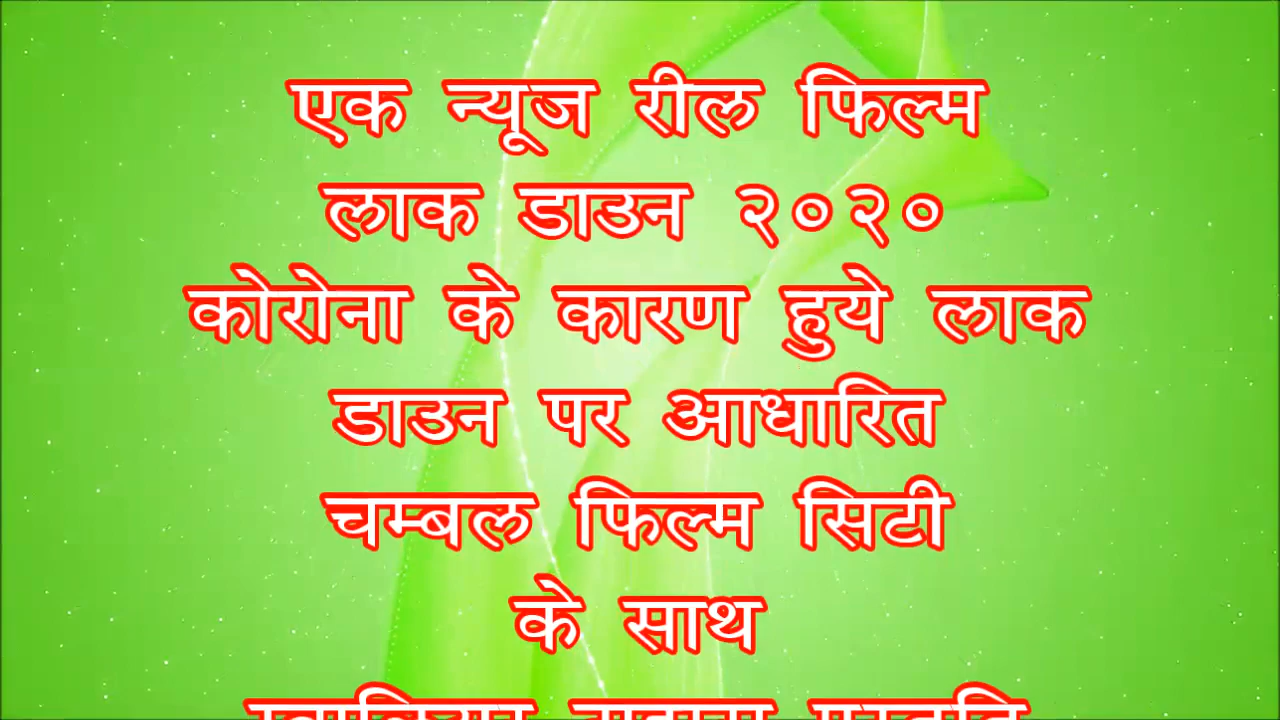 एक न्यूज रील फिल्म
लाक डाउन २०२०
कोरोना के कारण हुये लाक
डाउन पर आधारित
चम्बल फिल्म सिटी
के साथ